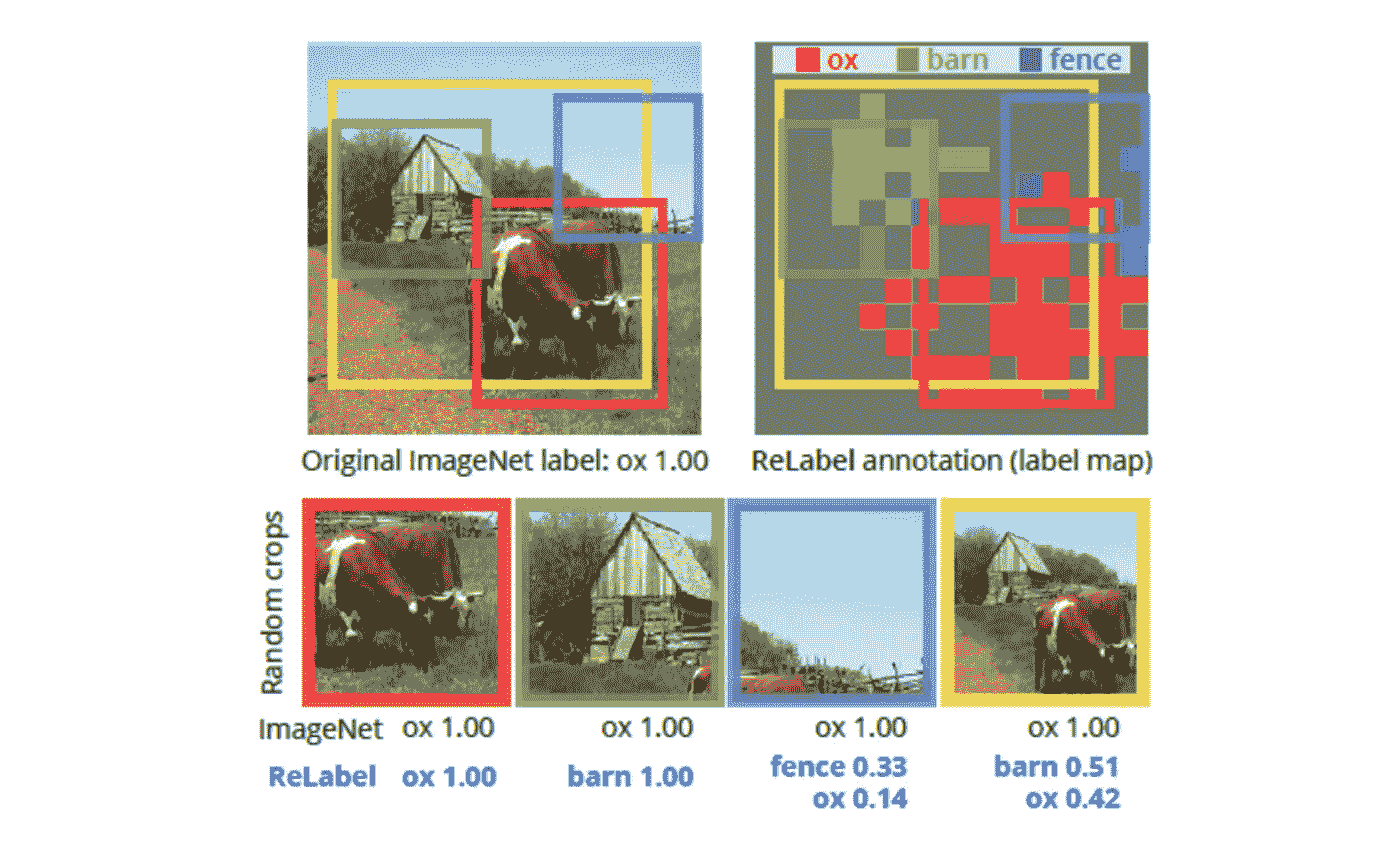 ox barn fence
Original ImageNet label: ox 1.00
ReLabel annotation (label map)
Random crops
ImageNet ox 1.00 ox 1.00 ox 1.00 ox 1.00
ReLabel ox 1.00 barn 1.00 fence 0.33 barn 0.51
ox 0.14 ox 0.42